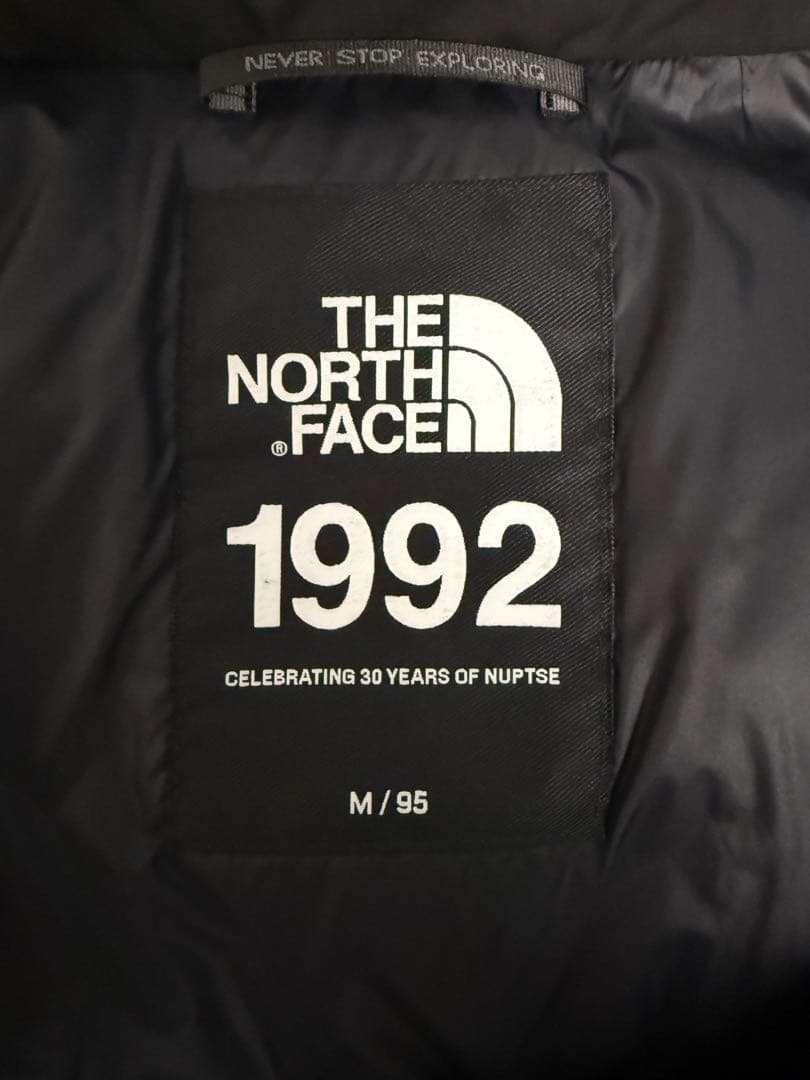 NEVER STOP EXPLORING
THE
NORTH
® FACE
1992
CELEBRATING 30 YEARS OF NUPTSE
M / 95